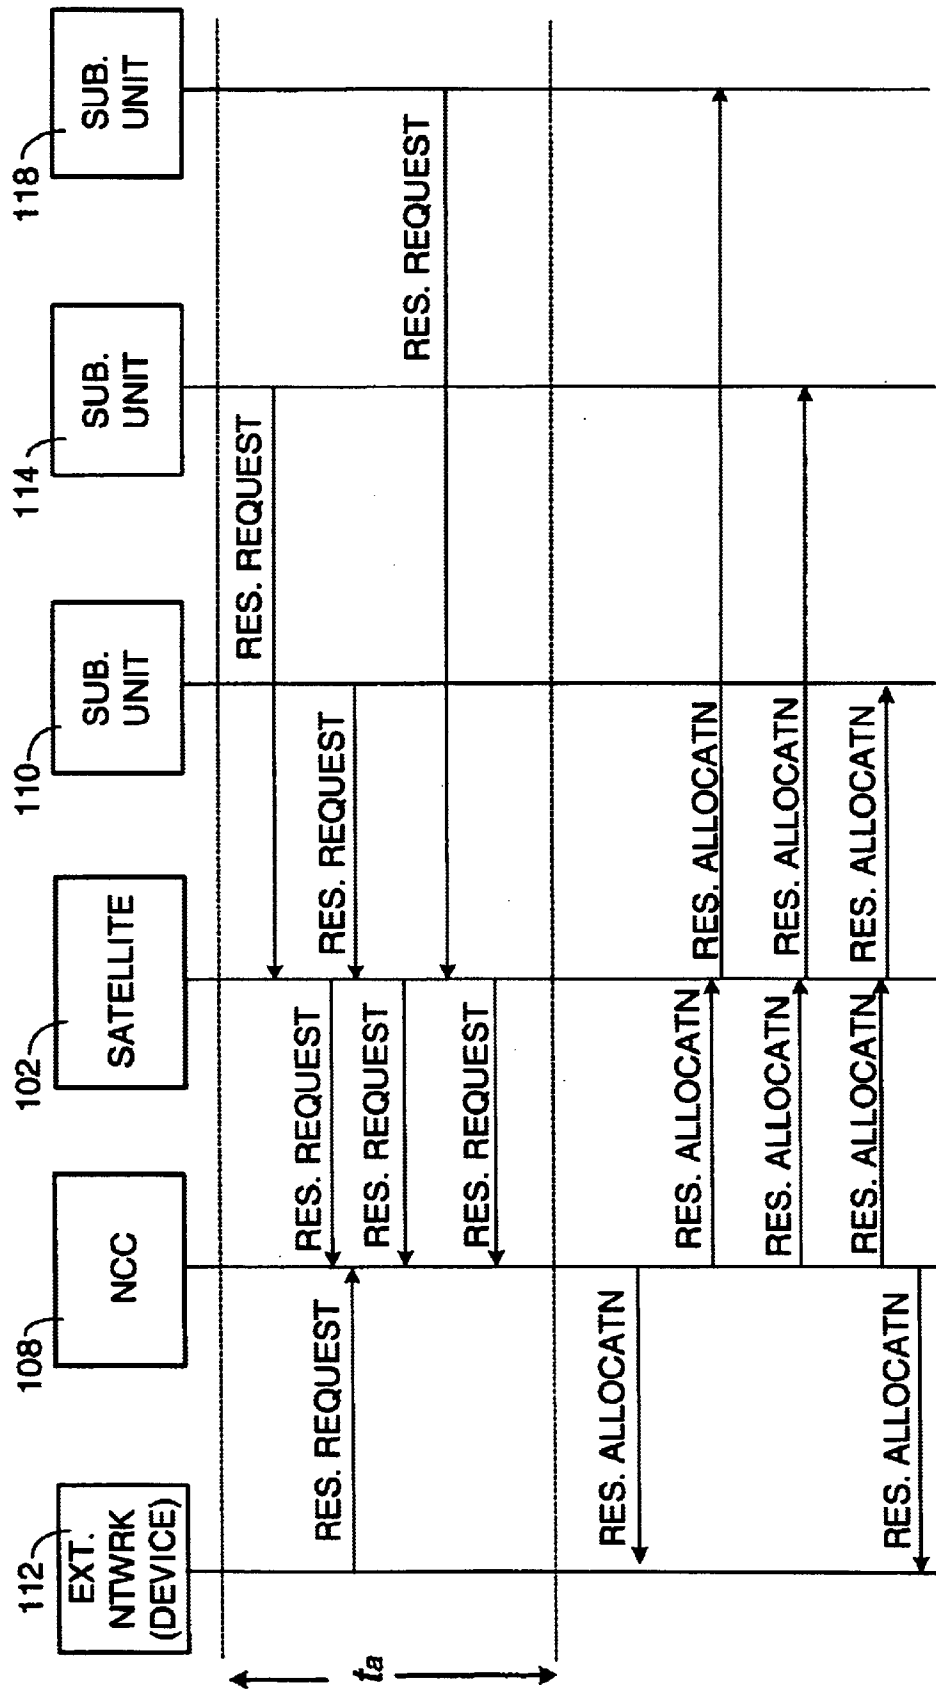 112
EXT.
NTWRK
(DEVICE)
108
NCC
102
SATELLITE
110
SUB.
UNIT
114
SUB.
UNIT
118
SUB.
UNIT
ta
RES. REQUEST
RES. REQUEST
RES. REQUEST
RES. REQUEST
RES. REQUEST
RES. REQUEST
RES. REQUEST
RES. ALLOCATN
RES. ALLOCATN
RES. ALLOCATN
RES. ALLOCATN
RES. ALLOCATN
RES. ALLOCATN
RES. ALLOCATN
RES. ALLOCATN